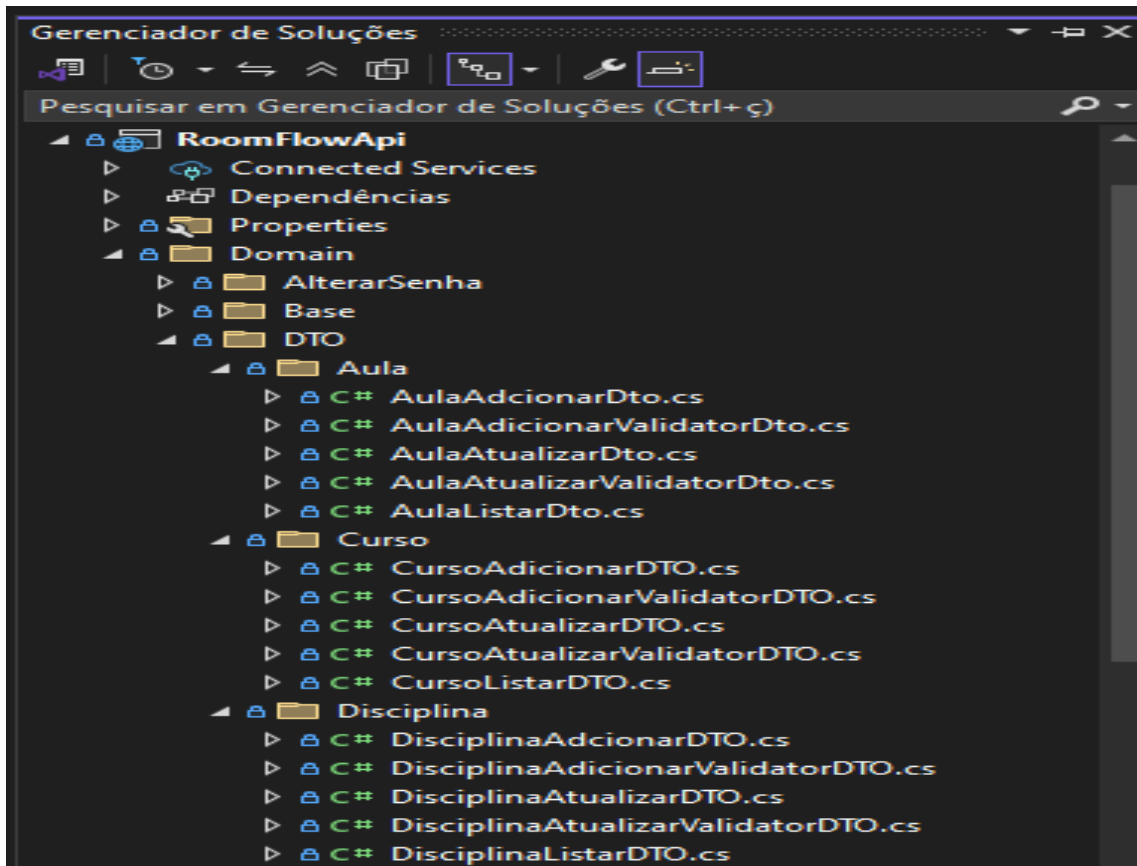 Gerenciador de Soluções
Pesquisar em Gerenciador de Soluções (Ctrl+ç)
RoomFlowApi
Connected Services
Dependências
Properties
Domain
AlterarSenha
Base
DTO
Aula
C# AulaAdcionarDto.cs
C# AulaAdicionarValidatorDto.cs
C# AulaAtualizarDto.cs
C# AulaAtualizarValidatorDto.cs
C# AulaListarDto.cs
Curso
C# CursoAdicionarDTO.cs
C# CursoAdicionarValidatorDTO.cs
C# CursoAtualizarDTO.cs
C# CursoAtualizarValidatorDTO.cs
C# CursoListarDTO.cs
Disciplina
C# DisciplinaAdcionarDTO.cs
C# DisciplinaAdicionarValidatorDTO.cs
C# DisciplinaAtualizarDTO.cs
C# DisciplinaAtualizarValidatorDTO.cs
C# DisciplinaListarDTO.cs